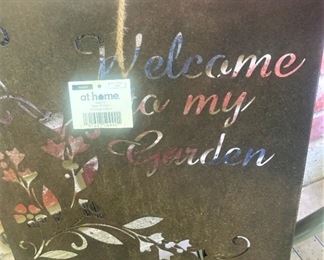 Welcome
at home.
to my
Garden